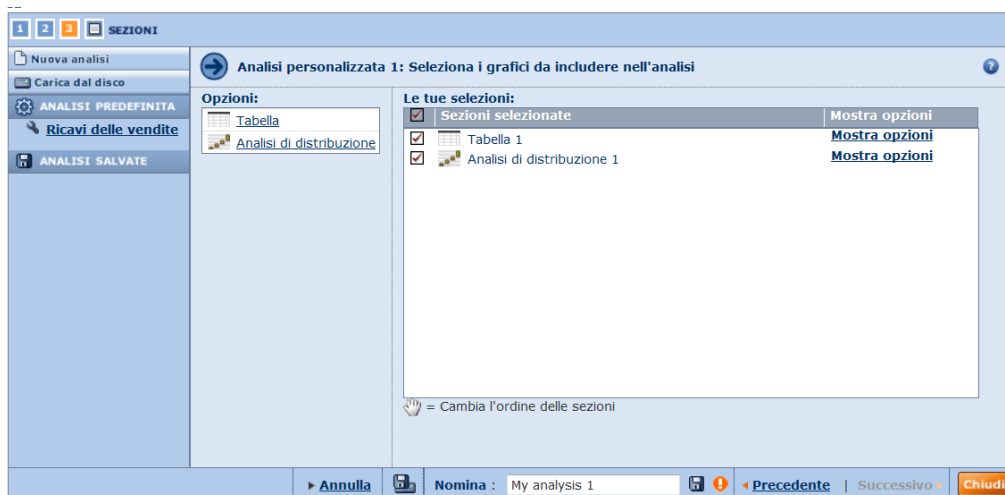 1 2 3 SEZIONI
Nuova analisi
Carica dal disco
ANALISI PREDEFINITA
Ricavi delle vendite
ANALISI SALVATE
Analisi personalizzata 1: Seleziona i grafici da includere nell'analisi
?
Opzioni:
Tabella
Analisi di distribuzione
Le tue selezioni:
Sezioni selezionate Mostra opzioni
Tabella 1 Mostra opzioni
Analisi di distribuzione 1 Mostra opzioni
= Cambia l'ordine delle sezioni
Annulla Nomina : My analysis 1 ! Precedente | Successivo Chiudi